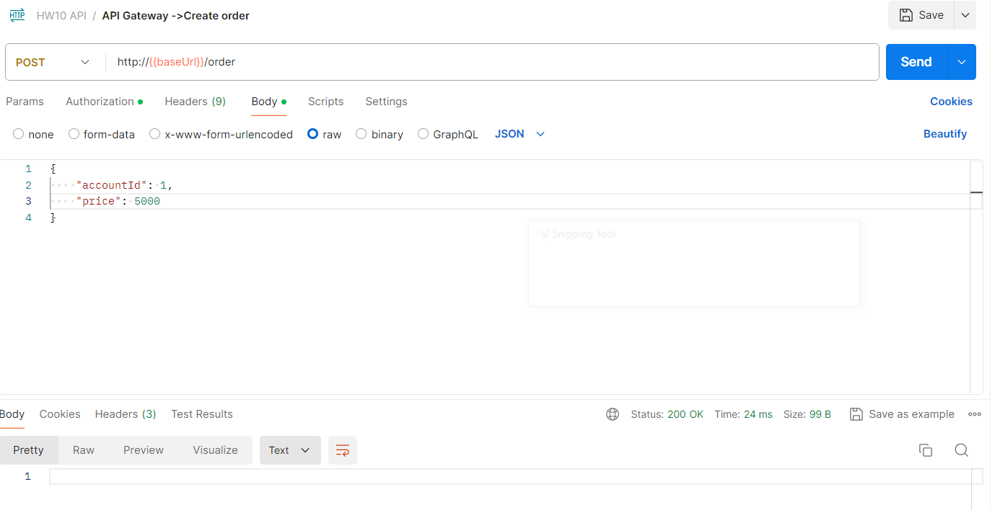 HTTP HW10 API / API Gateway ->Create order Save
POST http://{{baseUrl}}/order Send
Params Authorization Headers (9) Body Scripts Settings Cookies
none form-data x-www-form-urlencoded raw binary GraphQL JSON Beautify
1 {
2 ····"accountId":·1,
3 ····"price":·5000
4 }
Snipping Tool
Body Cookies Headers (3) Test Results Status: 200 OK Time: 24 ms Size: 99 B Save as example
Pretty Raw Preview Visualize Text
1